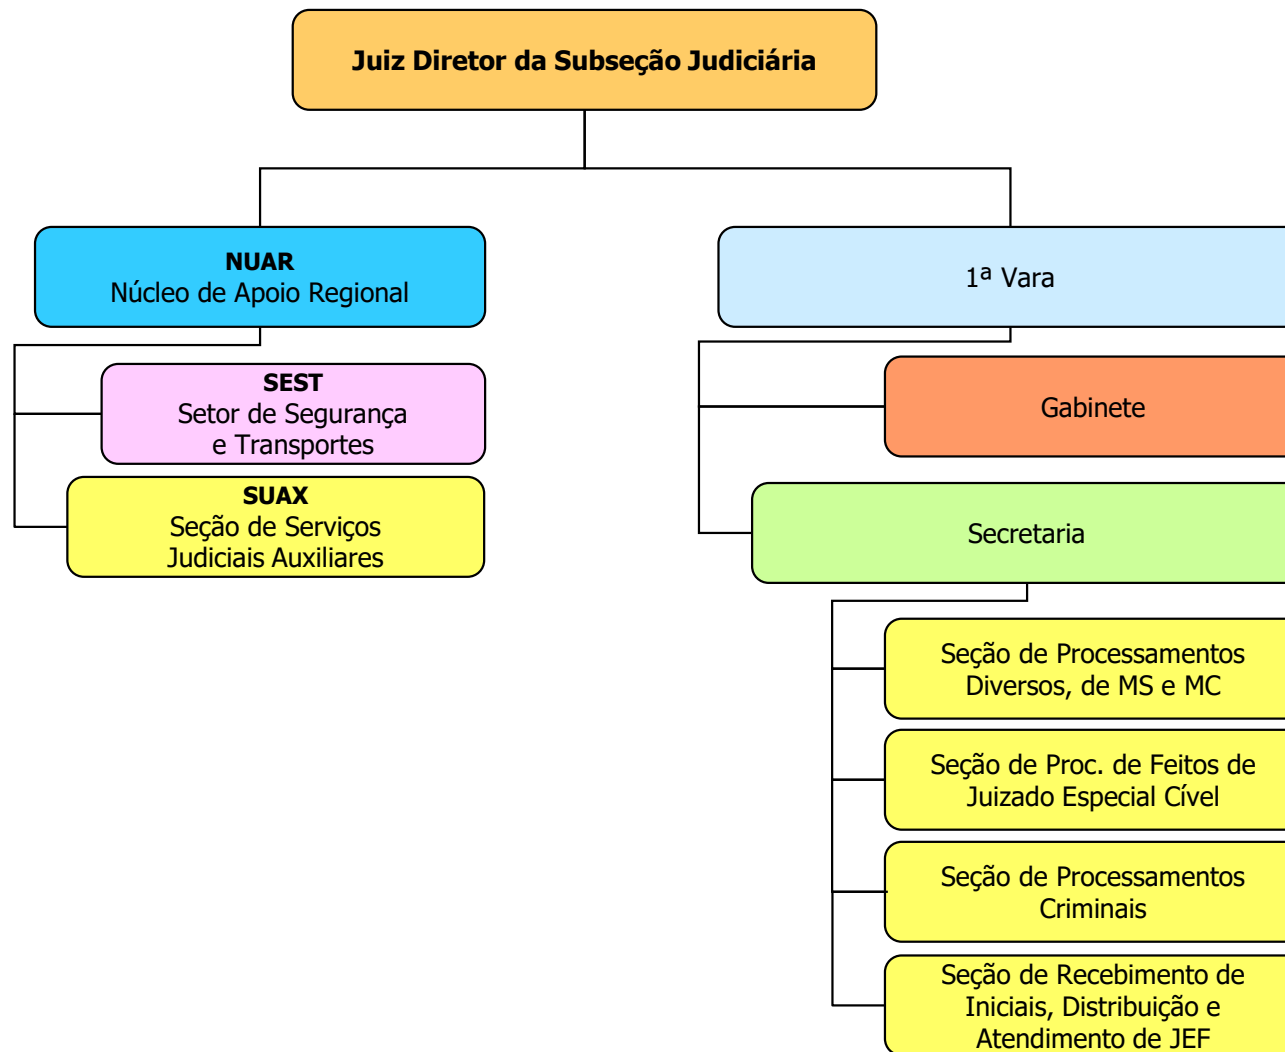 Juiz Diretor da Subseção Judiciária
NUAR
Núcleo de Apoio Regional
SEST
Setor de Segurança
e Transportes
SUAX
Seção de Serviços
Judiciais Auxiliares
1ª Vara
Gabinete
Secretaria
Seção de Processamentos
Diversos, de MS e MC
Seção de Proc. de Feitos de
Juizado Especial Cível
Seção de Processamentos
Criminais
Seção de Recebimento de
Iniciais, Distribuição e
Atendimento de JEF